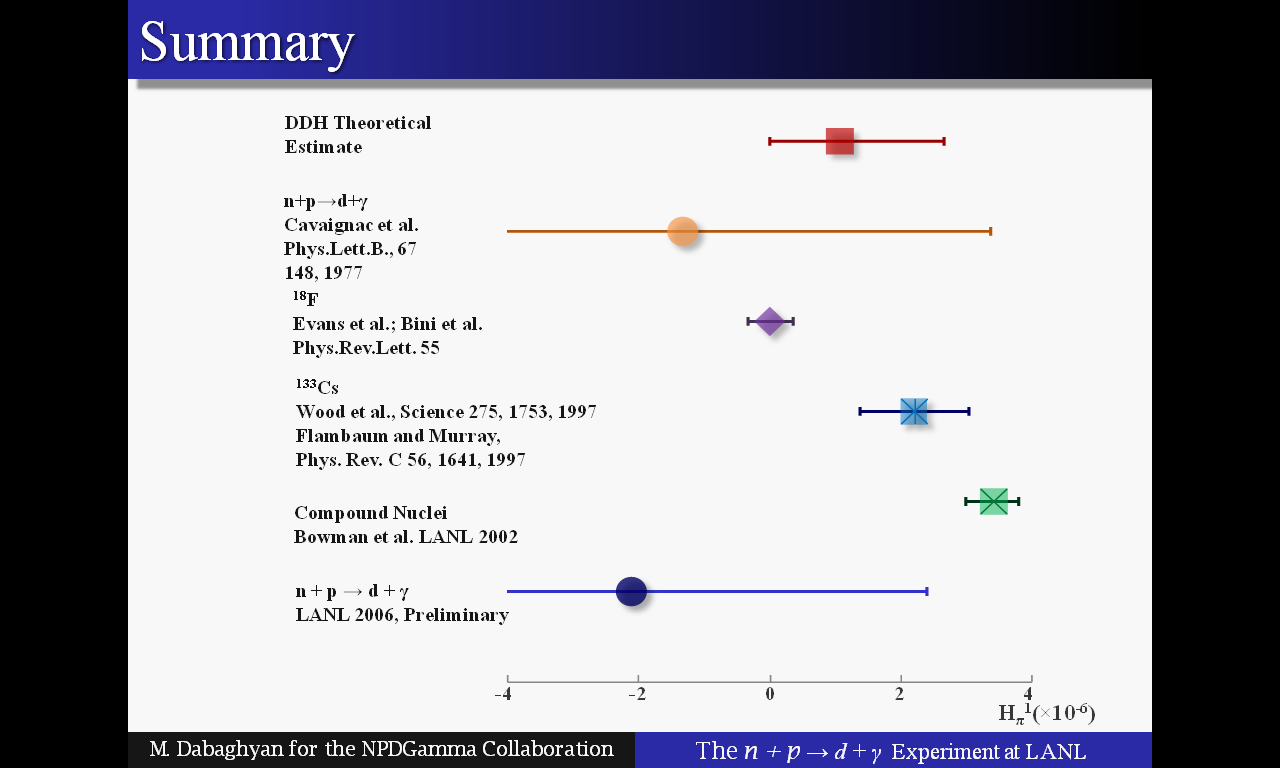 Summary
DDH Theoretical
Estimate
n+p→d+γ
Cavaignac et al.
Phys.Lett.B., 67
148, 1977
¹⁸F
Evans et al.; Bini et al.
Phys.Rev.Lett. 55
¹³³Cs
Wood et al., Science 275, 1753, 1997
Flambaum and Murray,
Phys. Rev. C 56, 1641, 1997
Compound Nuclei
Bowman et al. LANL 2002
n + p → d + γ
LANL 2006, Preliminary
-4 -2 0 2 4
Hπ¹(×10⁻⁶)
M. Dabaghyan for the NPDGamma Collaboration
The n + p → d + γ Experiment at LANL